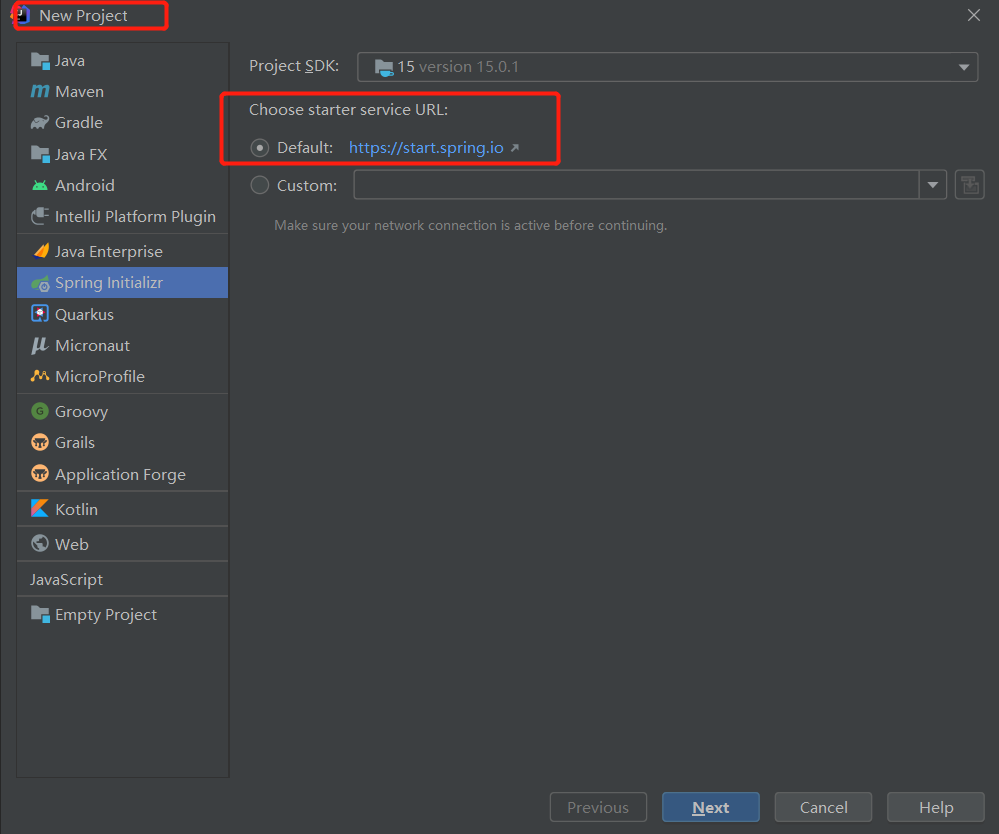 New Project
Java
Maven
Gradle
Java FX
Android
IntelliJ Platform Plugin
Java Enterprise
Spring Initializr
Quarkus
Micronaut
MicroProfile
Groovy
Grails
Application Forge
Kotlin
Web
JavaScript
Empty Project
Project SDK: 15 version 15.0.1
Choose starter service URL:
Default: https://start.spring.io
Custom:
Make sure your network connection is active before continuing.
Previous Next Cancel Help